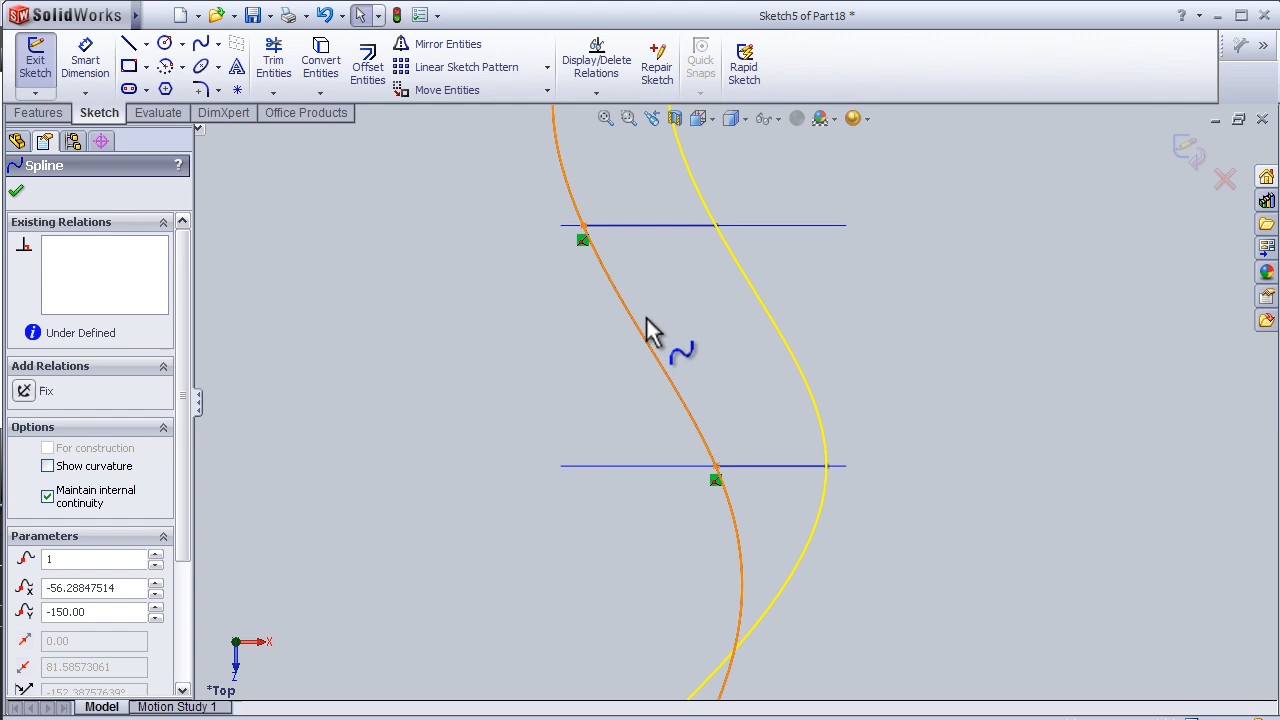 SW SolidWorks
Sketch5 of Part18 *
?
Exit Sketch
Smart Dimension
Trim Entities
Convert Entities
Offset Entities
Mirror Entities
Linear Sketch Pattern
Move Entities
Display/Delete Relations
Repair Sketch
Quick Snaps
Rapid Sketch
Features
Sketch
Evaluate
DimXpert
Office Products
Spline
?
Existing Relations
Under Defined
Add Relations
Fix
Options
For construction
Show curvature
Maintain internal
continuity
Parameters
1
-56.28847514
-150.00
0.00
81.58573061
-152.38757639°
X
Z
*Top
Model
Motion Study 1